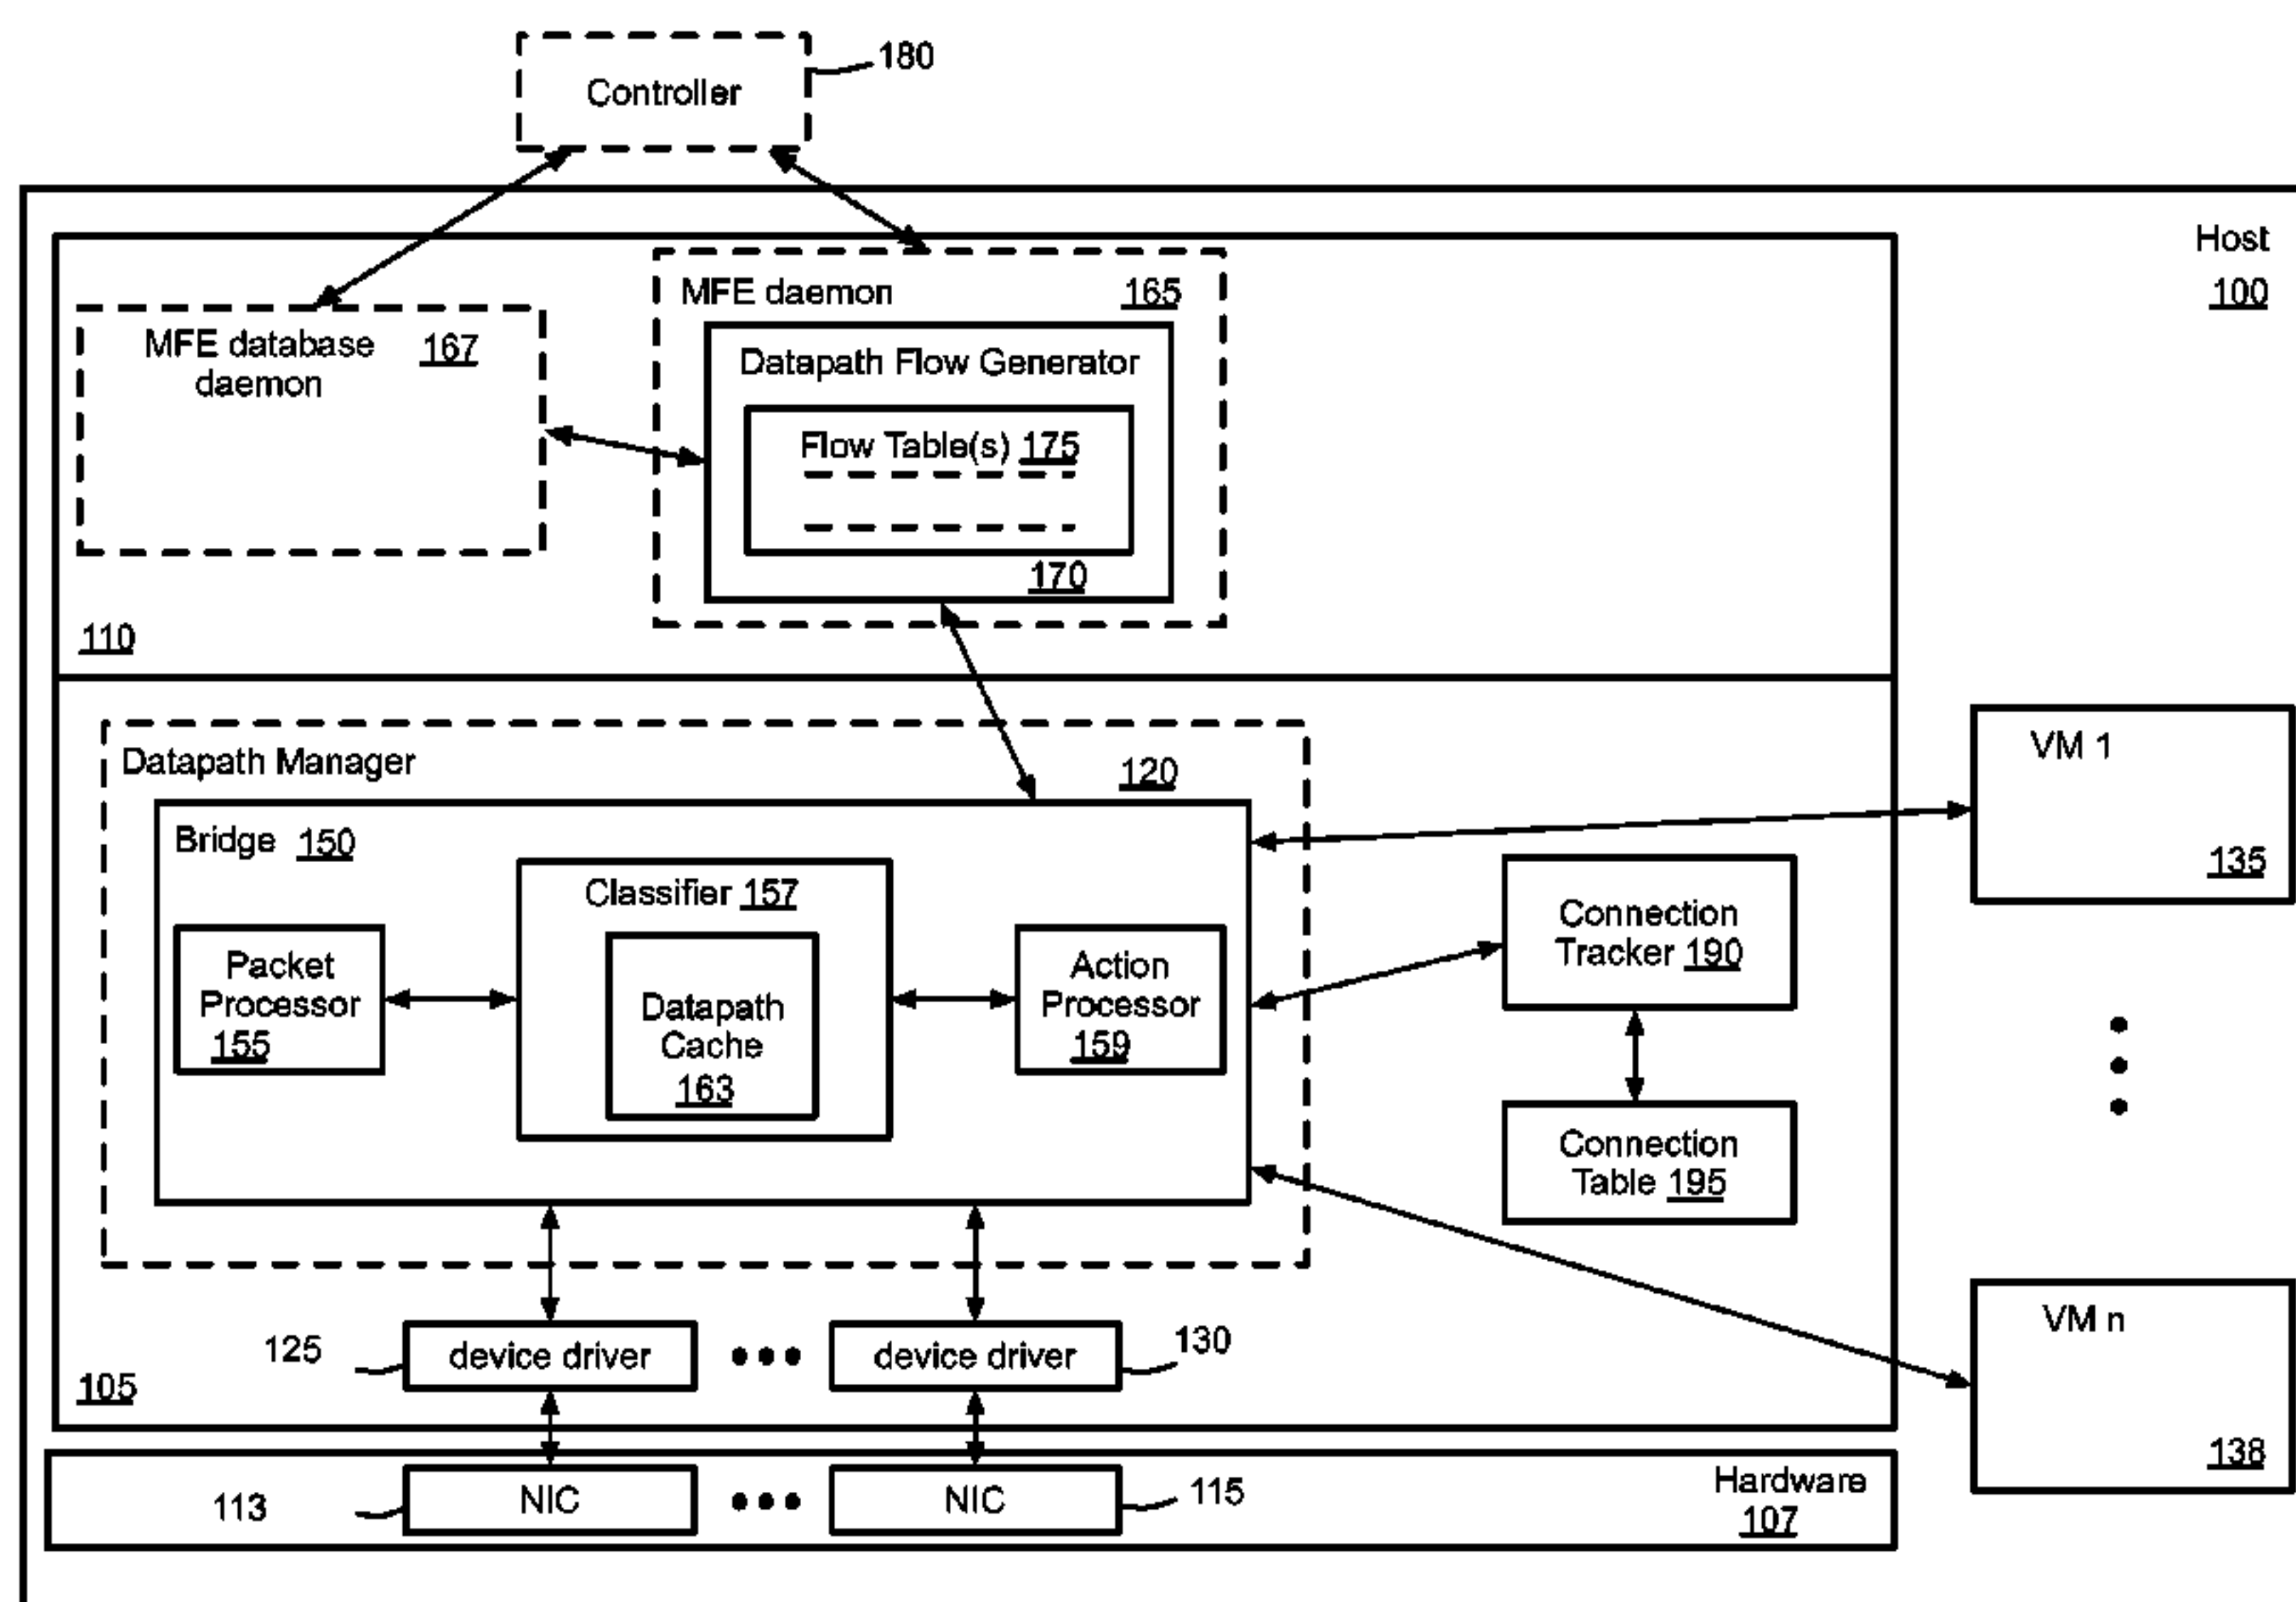 Controller
180
Host
100
MFE database 167
daemon
MFE daemon 165
Datapath Flow Generator
Flow Table(s) 175
170
110
Datapath Manager
120
Bridge 150
Packet
Processor
155
Classifier 157
Datapath
Cache
163
Action
Processor
159
Connection
Tracker 190
Connection
Table 195
VM 1
135
VM n
138
125
device driver
device driver
130
105
113
NIC
NIC
115
Hardware
107